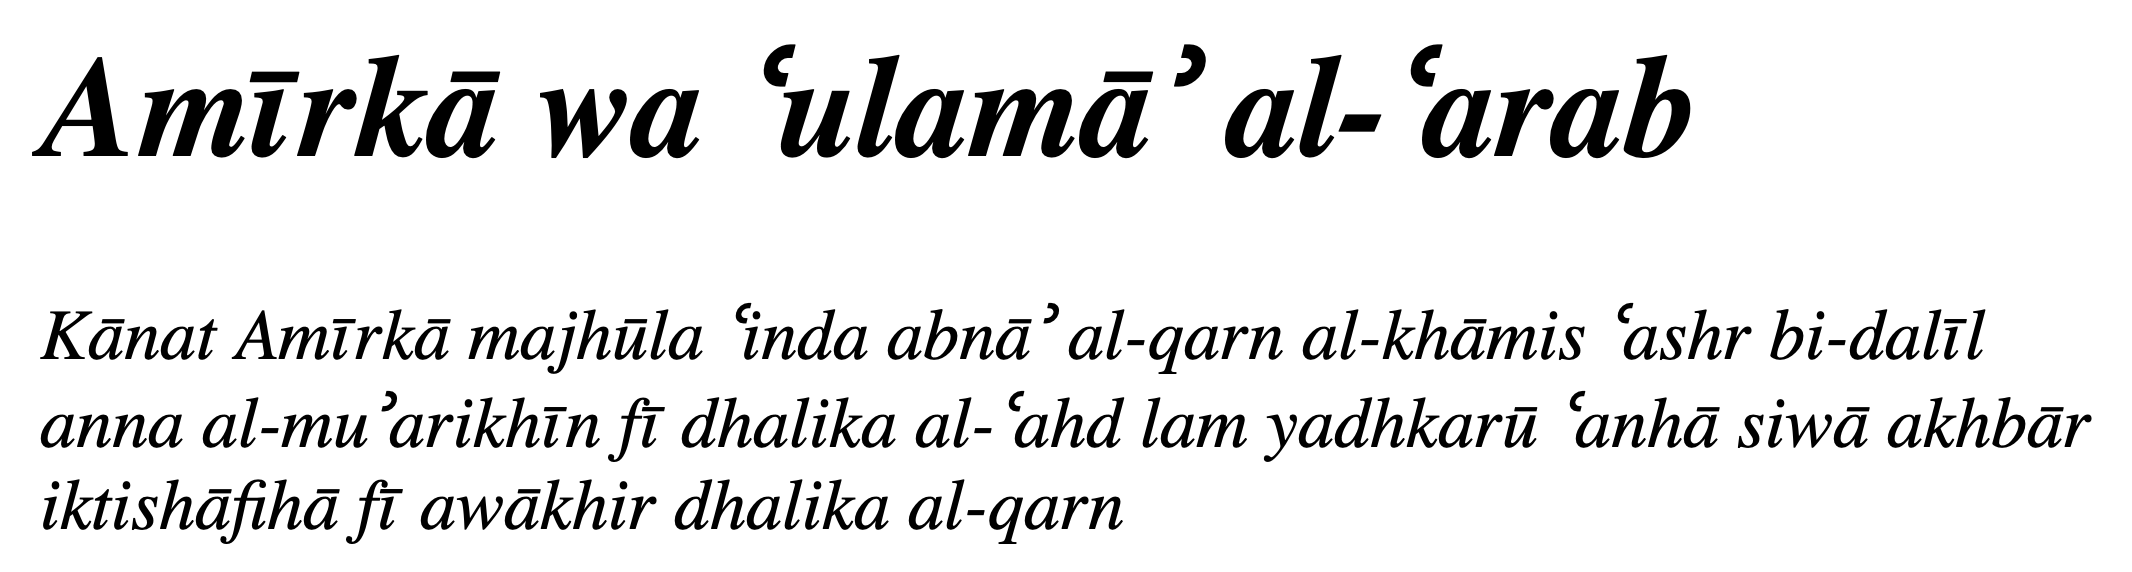 Amīrkā wa ʿulamāʾ al-ʿarab
Kānat Amīrkā majhūla ʿinda abnāʾ al-qarn al-khāmis ʿashr bi-dalīl
anna al-muʾarikhīn fī dhalika al-ʿahd lam yadhkarū ʿanhā siwā akhbār
iktishāfihā fī awākhir dhalika al-qarn